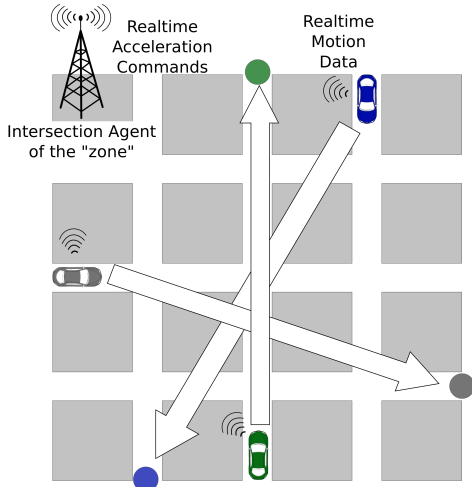 Realtime
Acceleration
Commands
Realtime
Motion
Data
Intersection Agent
of the "zone"